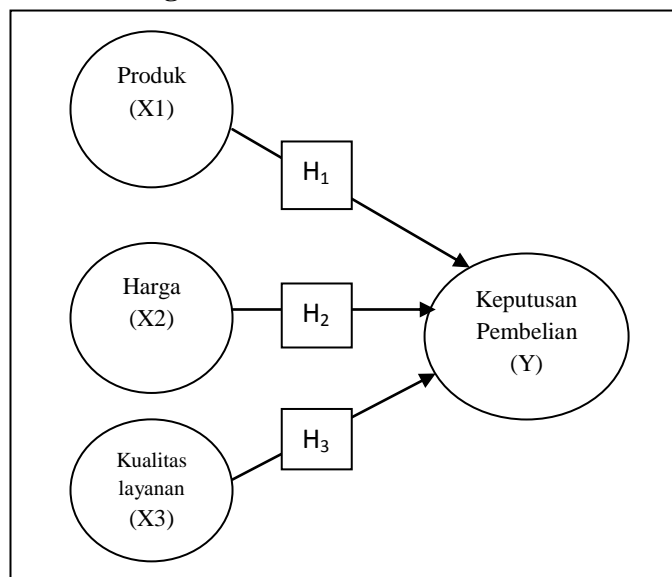 Produk
(X1)
H₁
Harga
(X2)
H₂
Keputusan
Pembelian
(Y)
H₃
Kualitas
layanan
(X3)